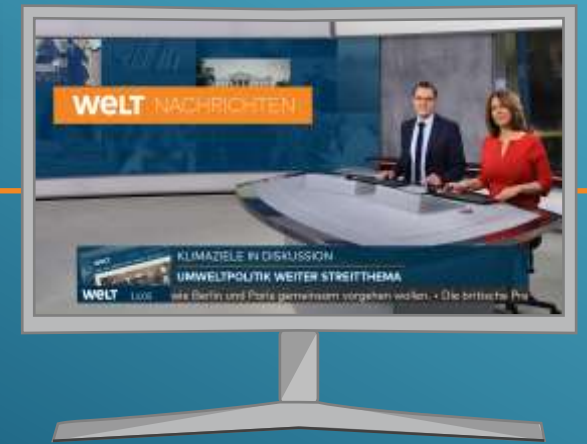 WELT NACHRICHTEN
KLIMAZIELE IN DISKUSSION
UMWELTPOLITIK WEITER STREITTHEMA
WELT
wie Berlin und Paris gemeinsam vorgehen wollen. • Die britische Pre